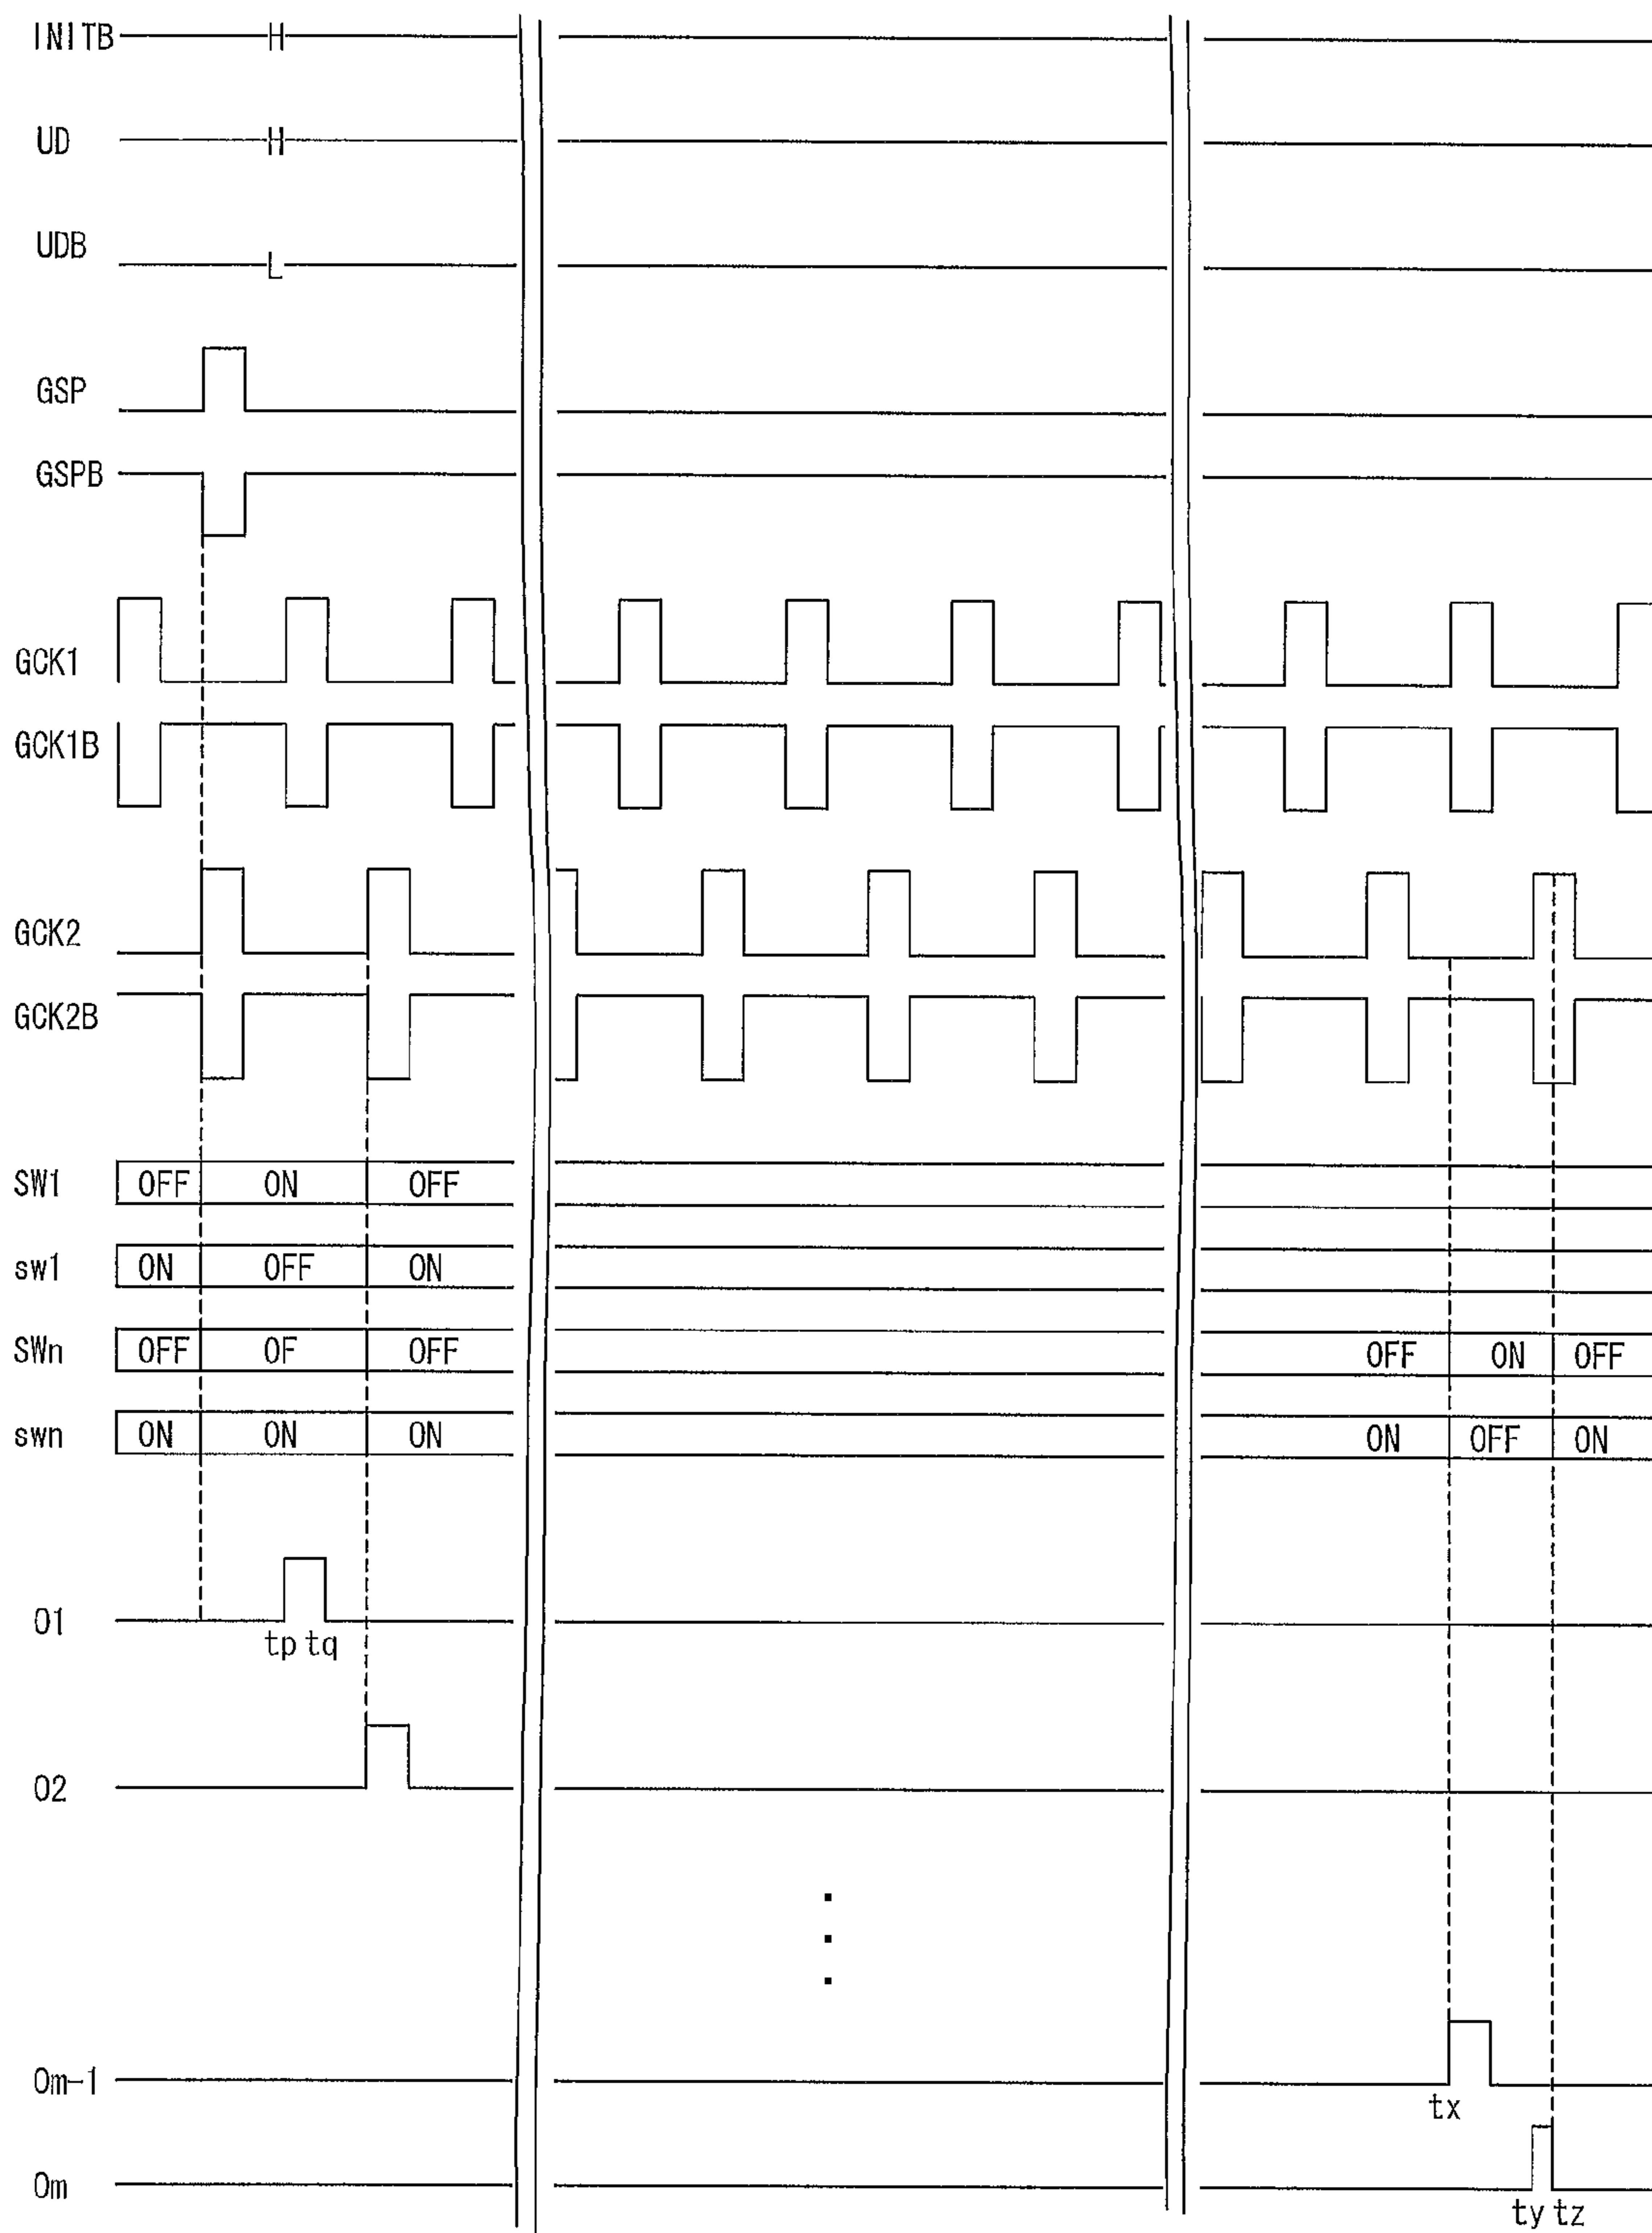 INITB H
UD H
UDB L
GSP
GSPB
GCK1
GCK1B
GCK2
GCK2B
SW1 OFF ON OFF
sw1 ON OFF ON
SWn OFF OF OFF OFF ON OFF
swn ON ON ON ON OFF ON
O1
tp tq
O2
Om-1
tx
Om
ty tz